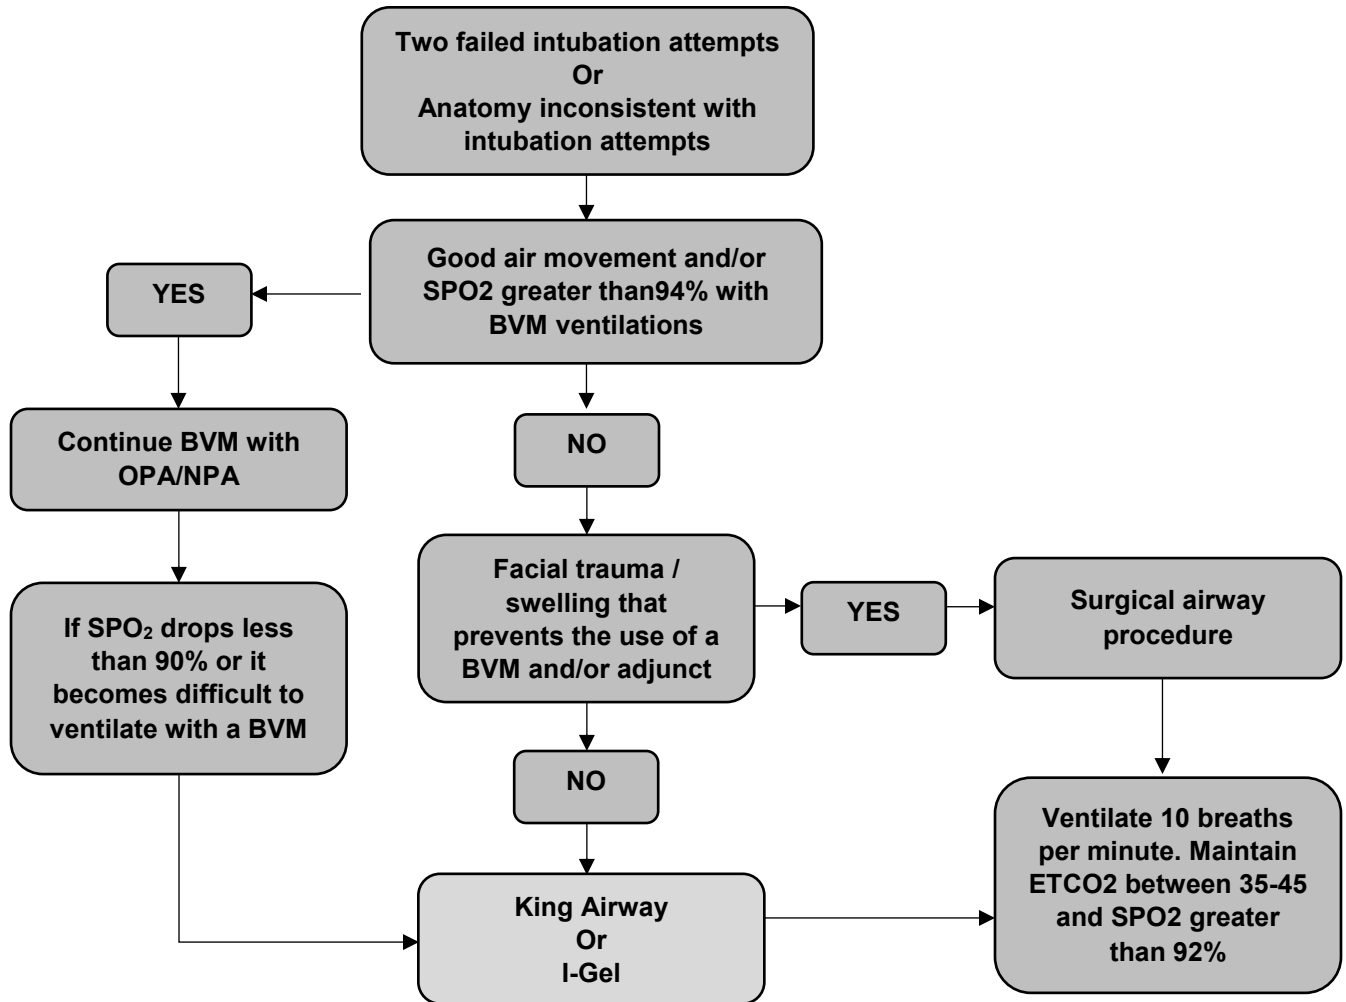 Two failed intubation attempts
Or
Anatomy inconsistent with
intubation attempts
Good air movement and/or
SPO2 greater than94% with
BVM ventilations
YES
Continue BVM with
OPA/NPA
NO
If SPO₂ drops less
than 90% or it
becomes difficult to
ventilate with a BVM
Facial trauma /
swelling that
prevents the use of a
BVM and/or adjunct
YES
Surgical airway
procedure
NO
King Airway
Or
I-Gel
Ventilate 10 breaths
per minute. Maintain
ETCO2 between 35-45
and SPO2 greater
than 92%